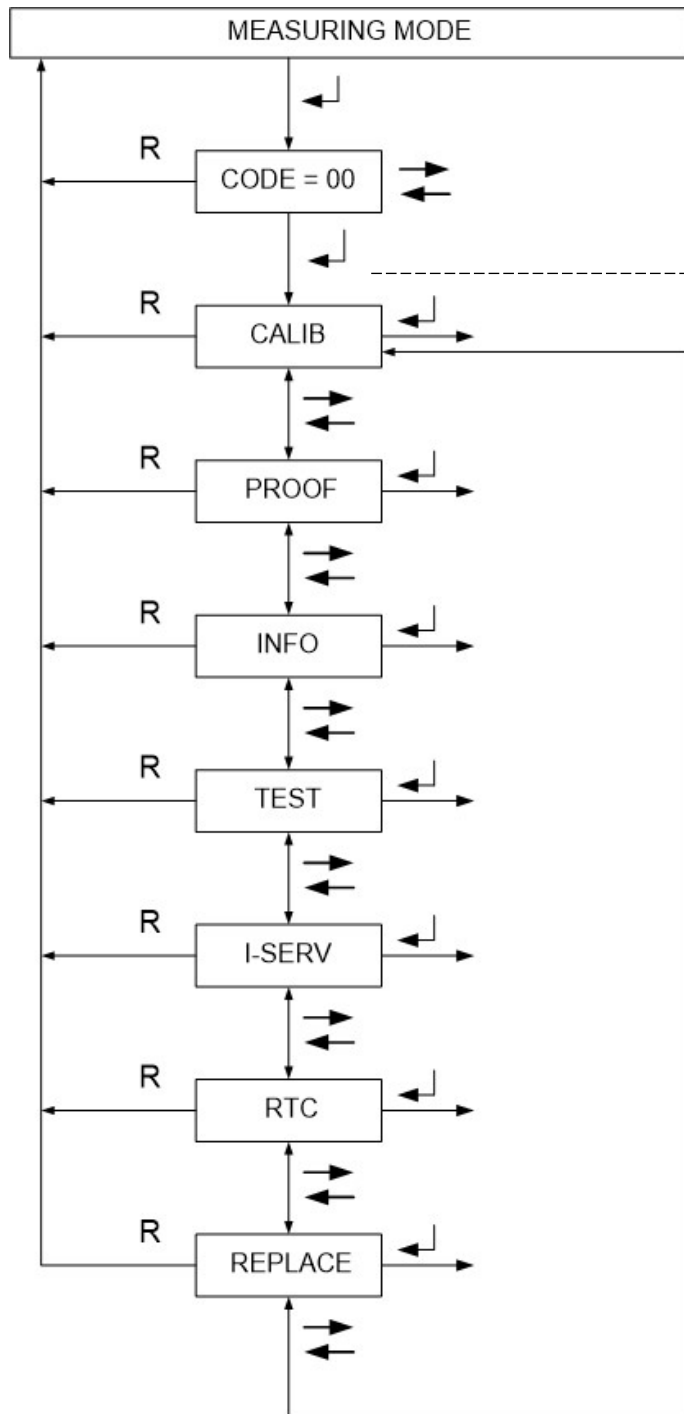 MEASURING MODE
R
CODE = 00
R
CALIB
R
PROOF
R
INFO
R
TEST
R
I-SERV
R
RTC
R
REPLACE